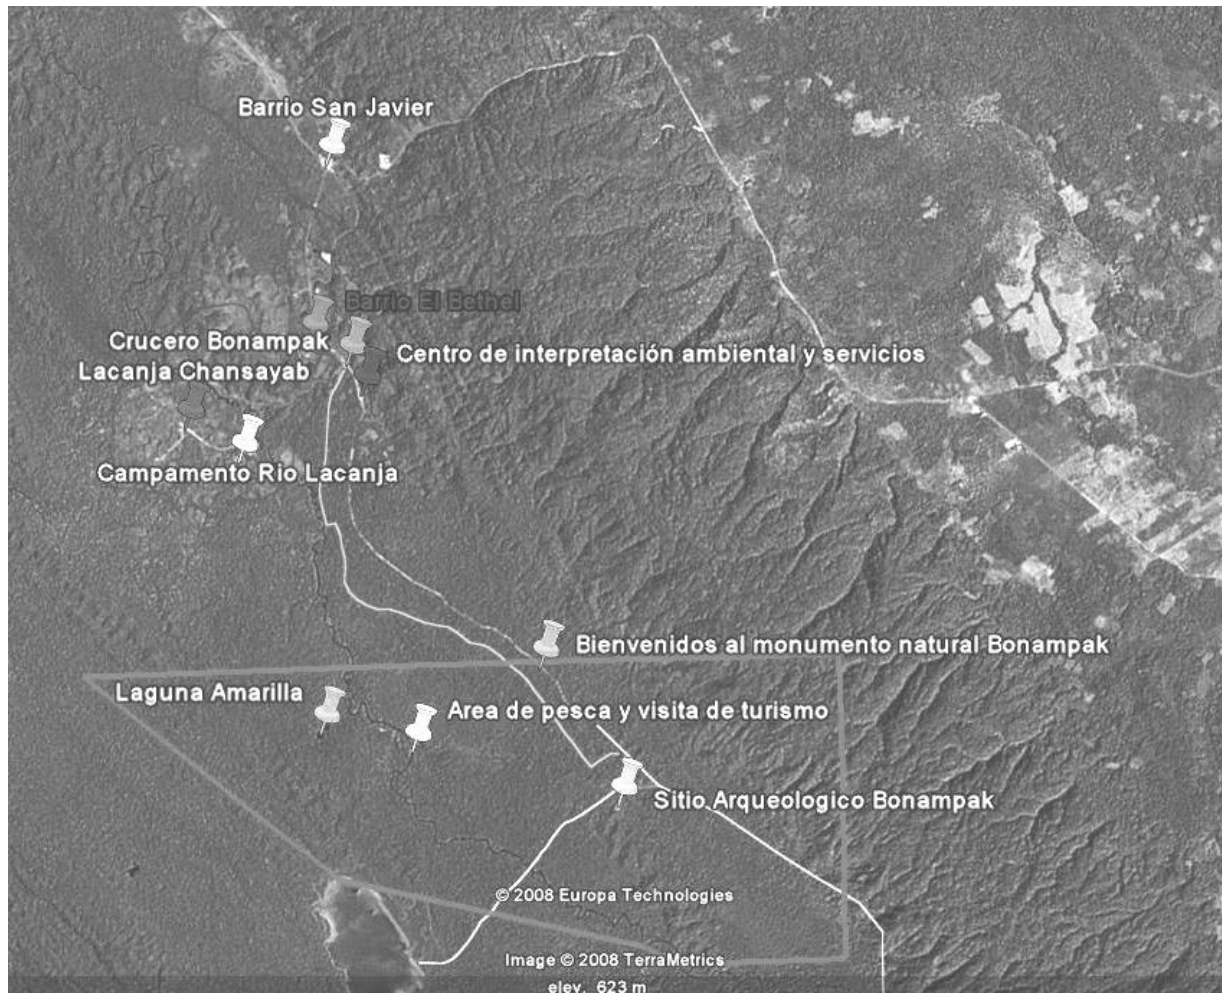 Barrio San Javier
Barrio El Bethel
Crucero Bonampak
Centro de interpretación ambiental y servicios
Lacanja Chansayab
Campamento Rio Lacanja
Bienvenidos al monumento natural Bonampak
Laguna Amarilla
Area de pesca y visita de turismo
Sitio Arqueologico Bonampak
© 2008 Europa Technologies
Image © 2008 TerraMetrics
elev. 623 m